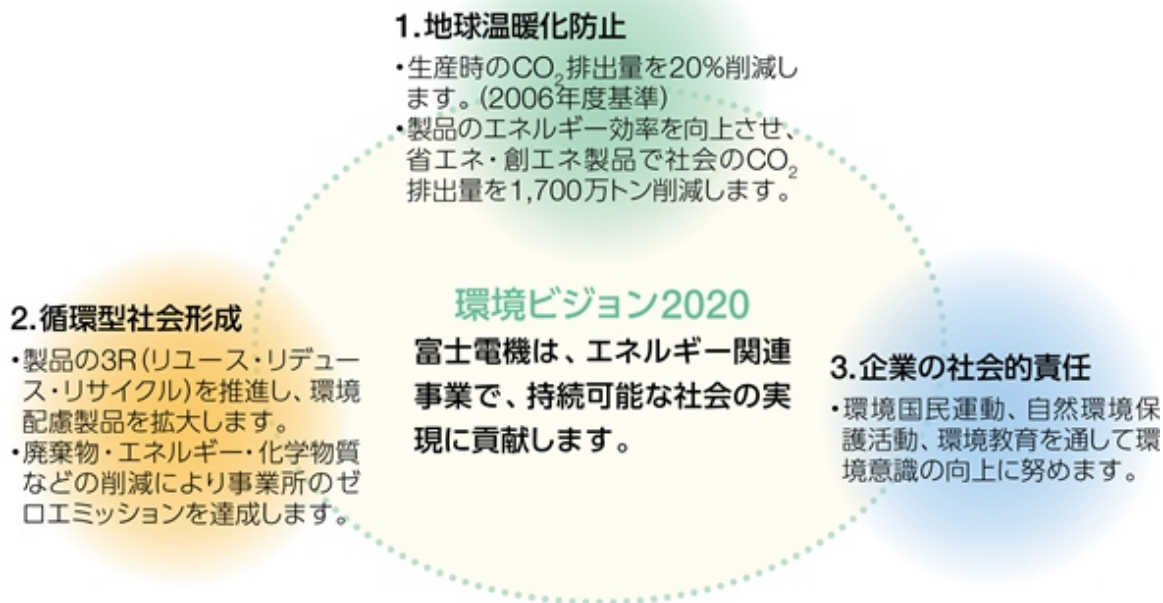 1.地球温暖化防止
・生産時のCO₂排出量を20%削減し
ます。(2006年度基準)
・製品のエネルギー効率を向上させ、
省エネ・創エネ製品で社会のCO₂
排出量を1,700万トン削減します。
環境ビジョン2020
富士電機は、エネルギー関連
事業で、持続可能な社会の実
現に貢献します。
2.循環型社会形成
・製品の3R(リユース・リデュー
ス・リサイクル)を推進し、環境
配慮製品を拡大します。
・廃棄物・エネルギー・化学物質
などの削減により事業所のゼ
ロエミッションを達成します。
3.企業の社会的責任
・環境国民運動、自然環境保
護活動、環境教育を通して環
境意識の向上に努めます。